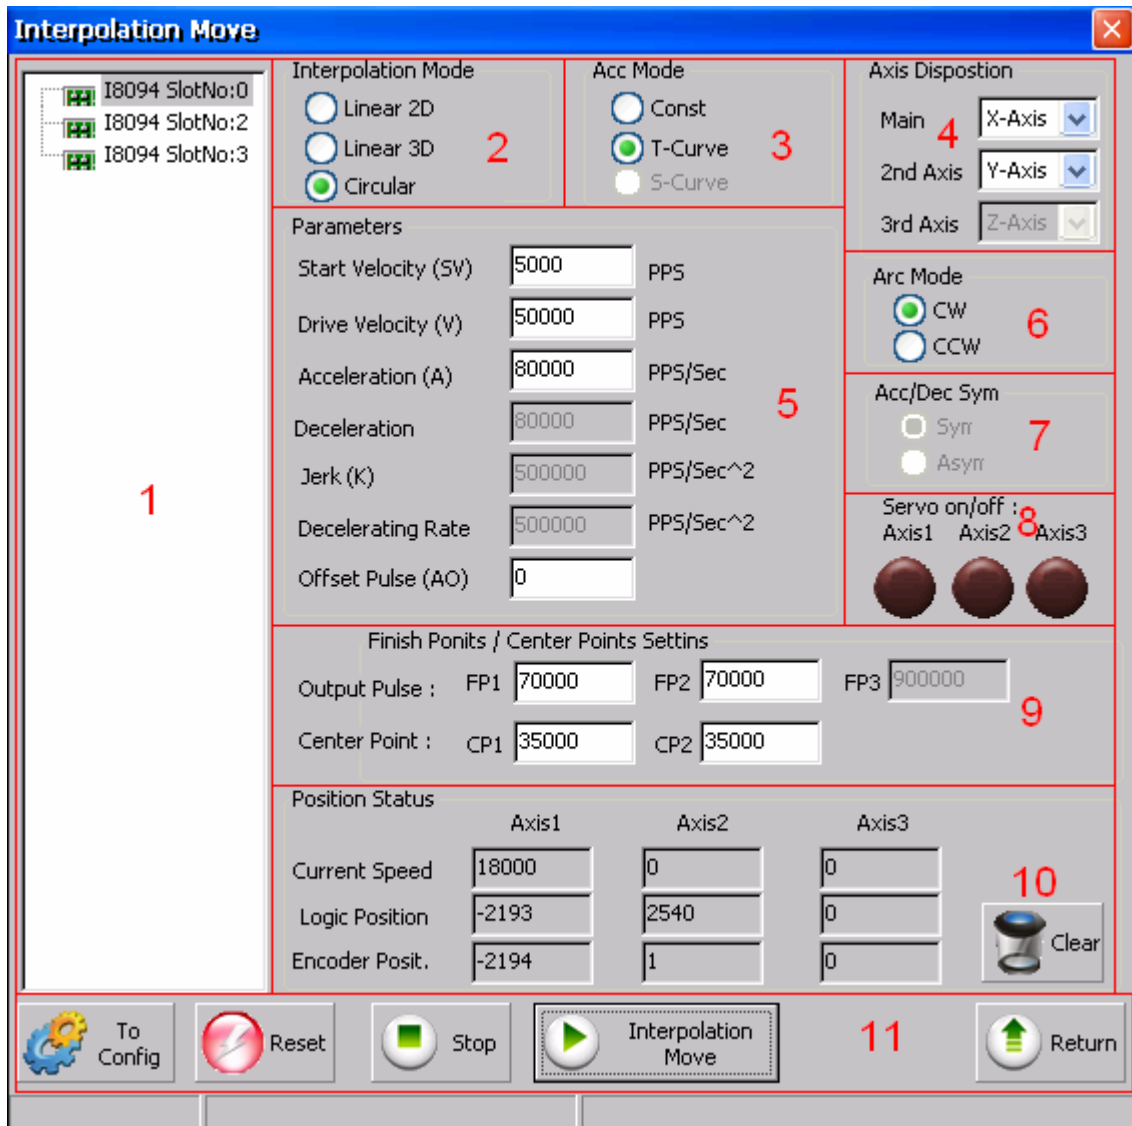 Interpolation Move
I8094 SlotNo:0
I8094 SlotNo:2
I8094 SlotNo:3
1
Interpolation Mode
Linear 2D
Linear 3D
Circular
2
Acc Mode
Const
T-Curve
S-Curve
3
Axis Dispostion
Main X-Axis
2nd Axis Y-Axis
3rd Axis Z-Axis
4
Parameters
Start Velocity (SV) 5000 PPS
Drive Velocity (V) 50000 PPS
Acceleration (A) 80000 PPS/Sec
Deceleration 80000 PPS/Sec
Jerk (K) 500000 PPS/Sec^2
Decelerating Rate 500000 PPS/Sec^2
Offset Pulse (AO) 0
5
Arc Mode
CW
CCW
6
Acc/Dec Sym
Sym
Asym
7
Servo on/off :
Axis1 Axis2 Axis3
8
Finish Ponits / Center Points Settins
Output Pulse : FP1 70000 FP2 70000 FP3 900000
Center Point : CP1 35000 CP2 35000
9
Position Status
Axis1 Axis2 Axis3
Current Speed 18000 0 0
Logic Position -2193 2540 0
Encoder Posit. -2194 1 0
10
Clear
To Config
Reset
Stop
Interpolation Move
11
Return